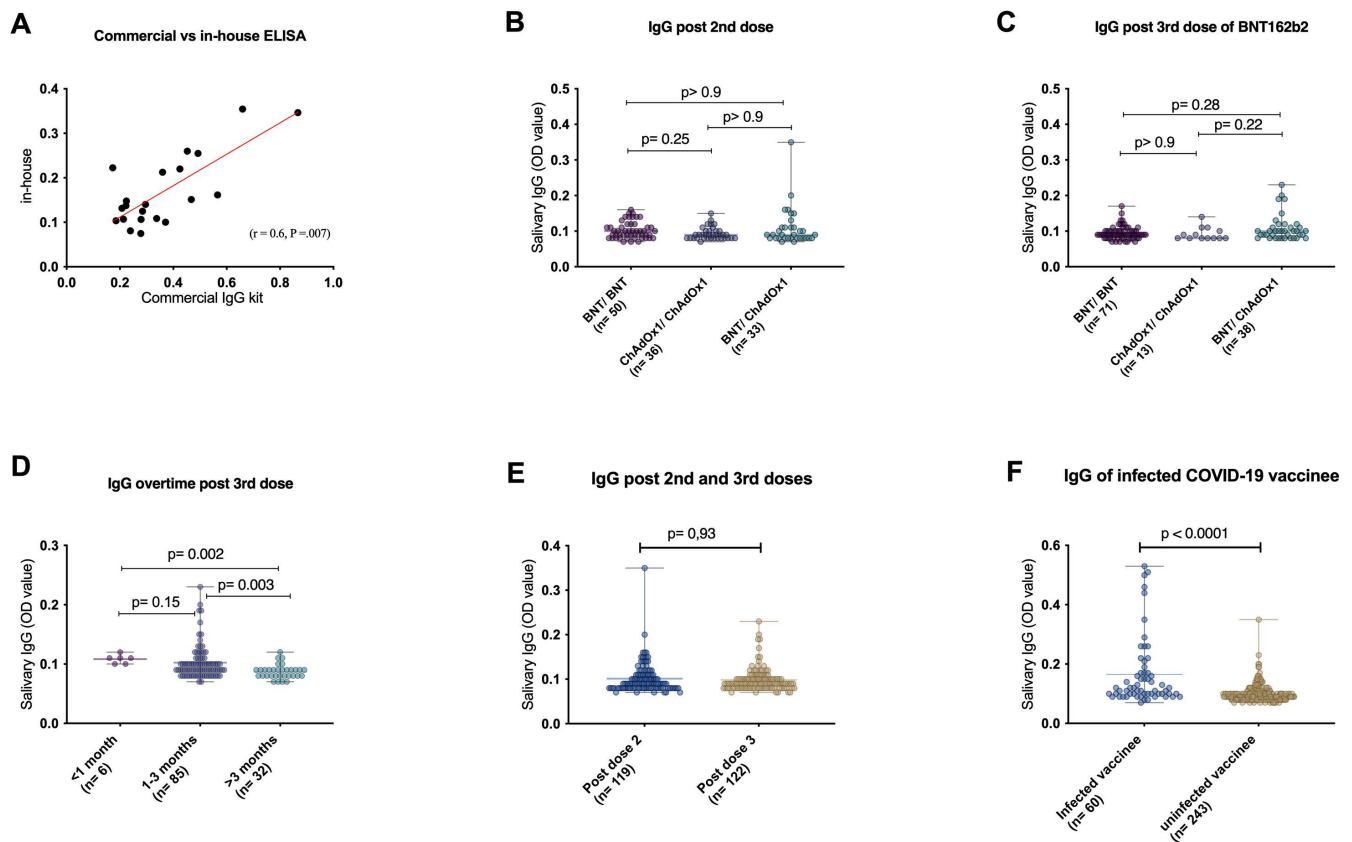 A
Commercial vs in-house ELISA
in-house
0.4
0.3
0.2
0.1
0.0
(r = 0.6, P =.007)
0.0
0.2
0.4
0.6
0.8
1.0
Commercial IgG kit
B
IgG post 2nd dose
Salivary IgG (OD value)
0.5
0.4
0.3
0.2
0.1
0.0
p> 0.9
p> 0.9
p= 0.25
BNT/ BNT
(n= 50)
ChAdOx1/ ChAdOx1
(n= 36)
BNT/ ChAdOx1
(n= 33)
C
IgG post 3rd dose of BNT162b2
Salivary IgG (OD value)
0.5
0.4
0.3
0.2
0.1
0.0
p= 0.28
p= 0.22
p> 0.9
BNT/ BNT
(n= 71)
ChAdOx1/ ChAdOx1
(n= 13)
BNT/ ChAdOx1
(n= 38)
D
IgG overtime post 3rd dose
Salivary IgG (OD value)
0.3
0.2
0.1
0.0
p= 0.002
p= 0.003
p= 0.15
<1 month
(n= 6)
1-3 months
(n= 85)
>3 months
(n= 32)
E
IgG post 2nd and 3rd doses
Salivary IgG (OD value)
0.4
0.3
0.2
0.1
0.0
p= 0,93
Post dose 2
(n= 119)
Post dose 3
(n= 122)
F
IgG of infected COVID-19 vaccinee
Salivary IgG (OD value)
0.6
0.4
0.2
0.0
p < 0.0001
Infected vaccinee
(n= 60)
uninfected vaccinee
(n= 243)